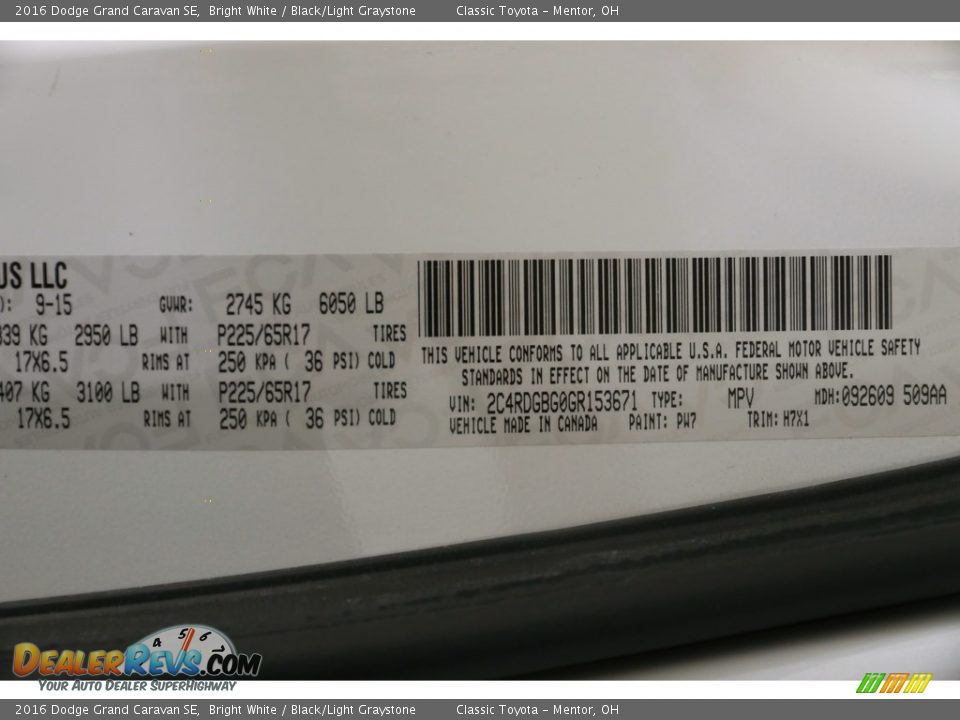 2016 Dodge Grand Caravan SE, Bright White / Black/Light Graystone Classic Toyota - Mentor, OH
US LLC
): 9-15 GVWR: 2745 KG 6050 LB
339 KG 2950 LB WITH P225/65R17 TIRES
17X6.5 RIMS AT 250 KPA ( 36 PSI) COLD
407 KG 3100 LB WITH P225/65R17 TIRES
17X6.5 RIMS AT 250 KPA ( 36 PSI) COLD
THIS VEHICLE CONFORMS TO ALL APPLICABLE U.S.A. FEDERAL MOTOR VEHICLE SAFETY
STANDARDS IN EFFECT ON THE DATE OF MANUFACTURE SHOWN ABOVE.
VIN: 2C4RDGBG0GR153671 TYPE: MPV MDH:092609 509AA
VEHICLE MADE IN CANADA PAINT: PW7 TRIM: H7X1
4 5 6 7
DEALERREVS.COM
YOUR AUTO DEALER SUPERHIGHWAY
2016 Dodge Grand Caravan SE, Bright White / Black/Light Graystone Classic Toyota - Mentor, OH